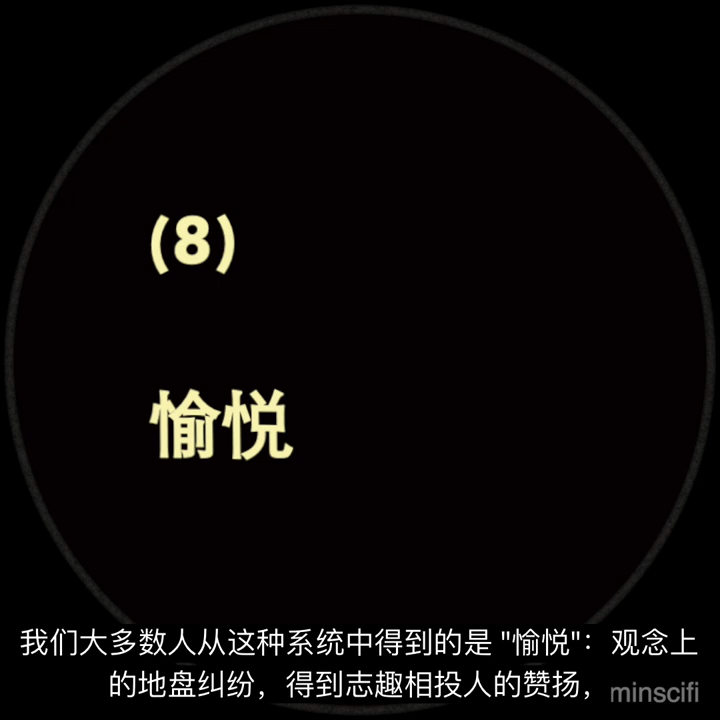 (8)
愉悦
我们大多数人从这种系统中得到的是 "愉悦"：观念上
的地盘纠纷，得到志趣相投人的赞扬，
minscifi